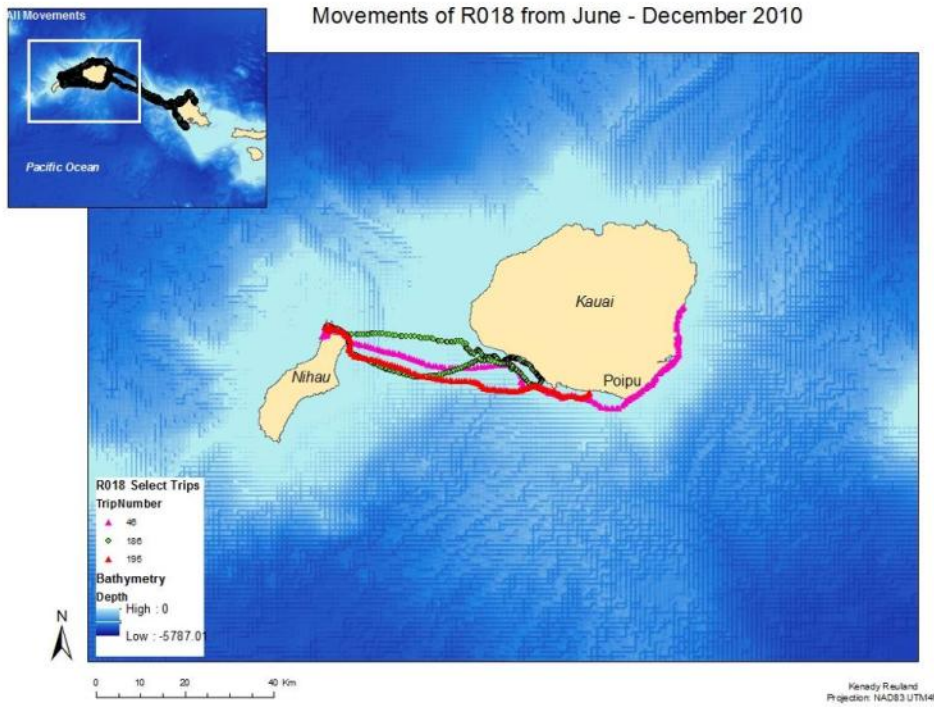 Movements of R018 from June - December 2010
All Movements
Pacific Ocean
Kauai
Poipu
Nihau
R018 Select Trips
TripNumber
46
186
195
Bathymetry
Depth
High : 0
Low : -5787.01
N
0 10 20 40 Km
Kenady Reuland
Projection: NAD83 UTM4